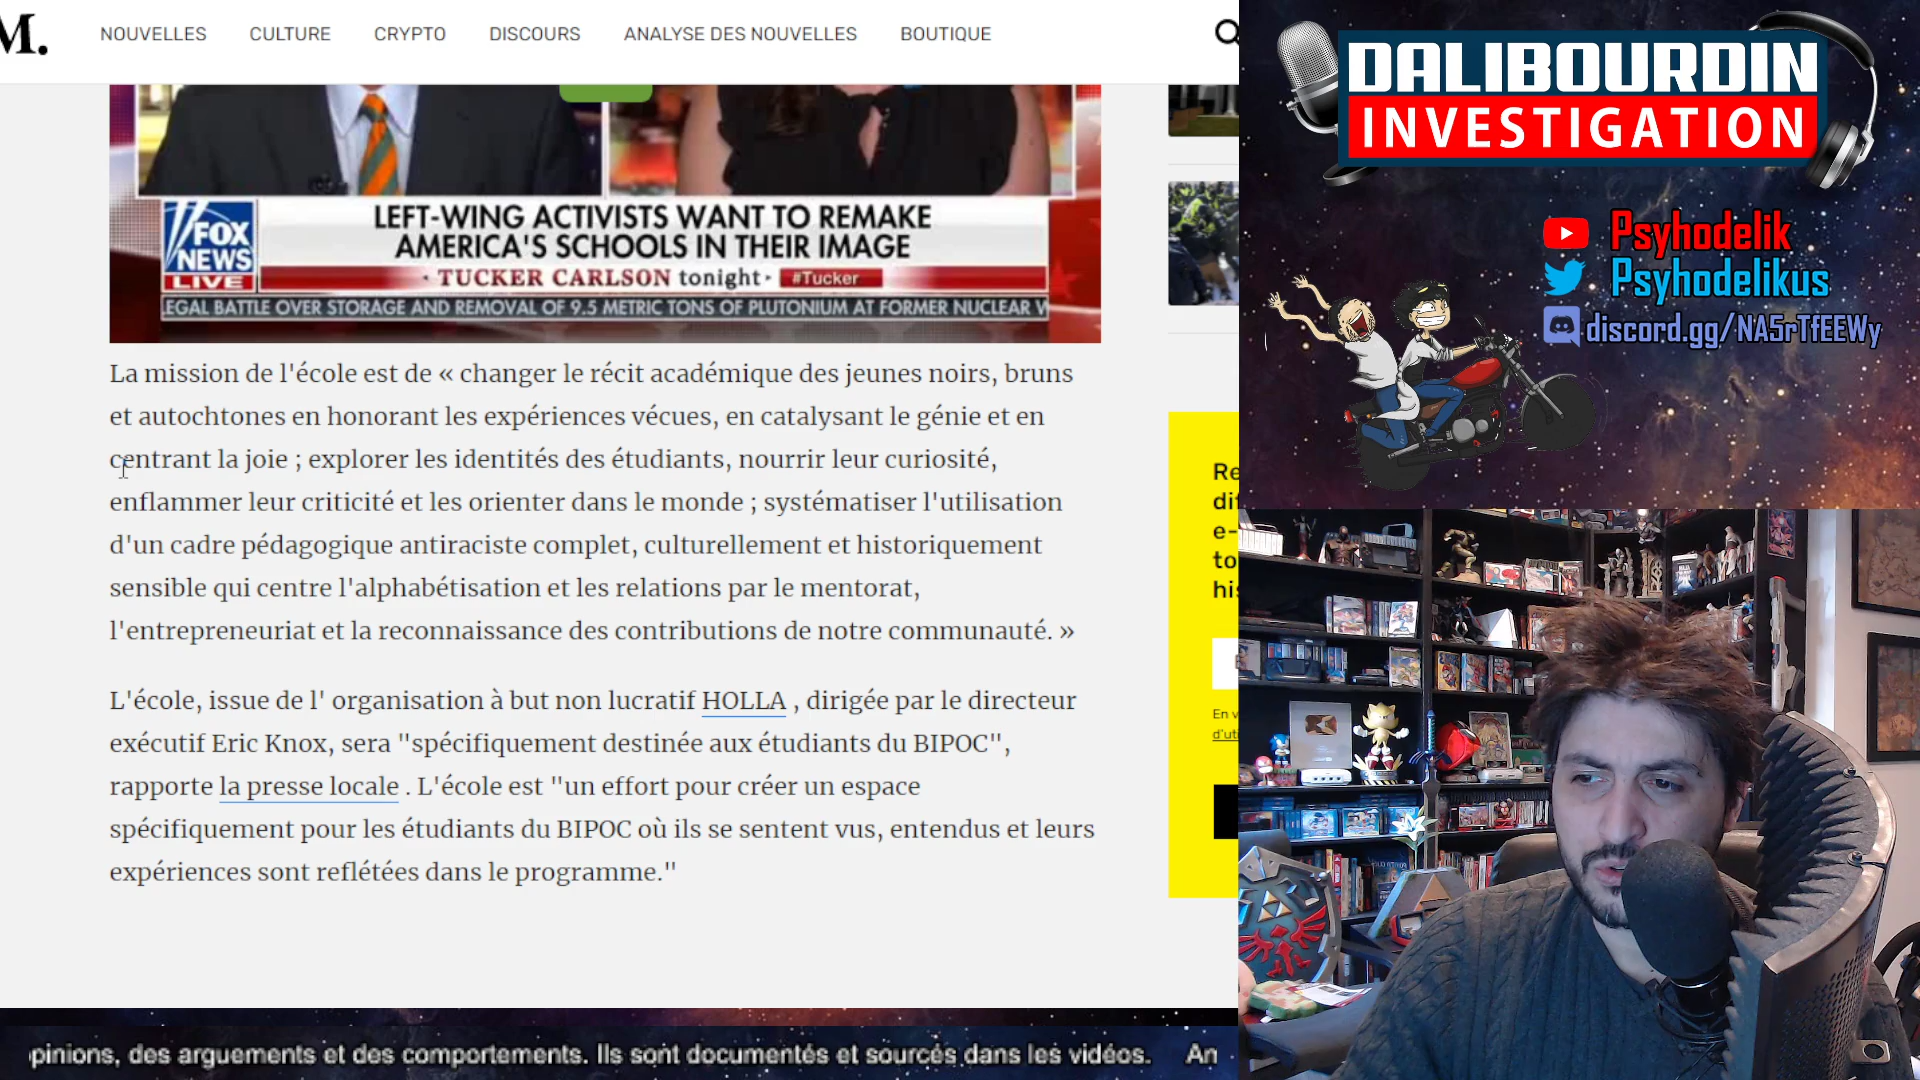 M.
NOUVELLES CULTURE CRYPTO DISCOURS ANALYSE DES NOUVELLES BOUTIQUE
FOX
NEWS
LIVE
LEFT-WING ACTIVISTS WANT TO REMAKE
AMERICA'S SCHOOLS IN THEIR IMAGE
· TUCKER CARLSON tonight · #Tucker
EGAL BATTLE OVER STORAGE AND REMOVAL OF 9.5 METRIC TONS OF PLUTONIUM AT FORMER NUCLEAR
La mission de l'école est de « changer le récit académique des jeunes noirs, bruns
et autochtones en honorant les expériences vécues, en catalysant le génie et en
centrant la joie ; explorer les identités des étudiants, nourrir leur curiosité,
enflammer leur criticité et les orienter dans le monde ; systématiser l'utilisation
d'un cadre pédagogique antiraciste complet, culturellement et historiquement
sensible qui centre l'alphabétisation et les relations par le mentorat,
l'entrepreneuriat et la reconnaissance des contributions de notre communauté. »
L'école, issue de l' organisation à but non lucratif HOLLA , dirigée par le directeur
exécutif Eric Knox, sera "spécifiquement destinée aux étudiants du BIPOC",
rapporte la presse locale . L'école est "un effort pour créer un espace
spécifiquement pour les étudiants du BIPOC où ils se sentent vus, entendus et leurs
expériences sont reflétées dans le programme."
Re
dif
e-
to
his
En v
d'uti
DALIBOURDIN
INVESTIGATION
Psyhodelik
Psyhodelikus
discord.gg/NA5rTfEEWy
pinions, des arguements et des comportements. Ils sont documentés et sourcés dans les vidéos. An